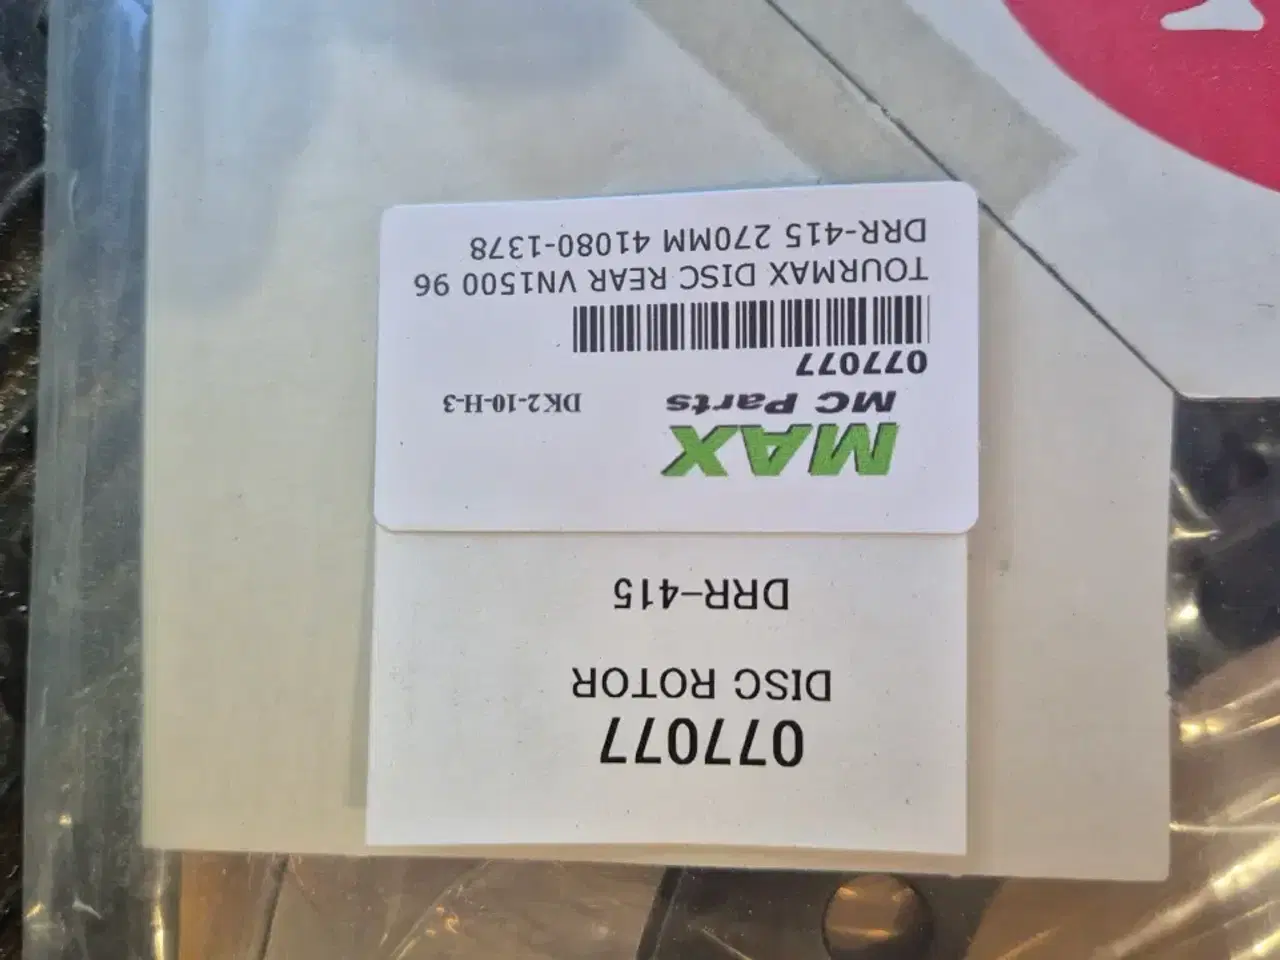 077077
DISC ROTOR
DRR-415
MAX
MC Parts
DK2-10-H-3
077077
TOURMAX DISC REAR VN1500 96
DRR-415 270MM 41080-1378